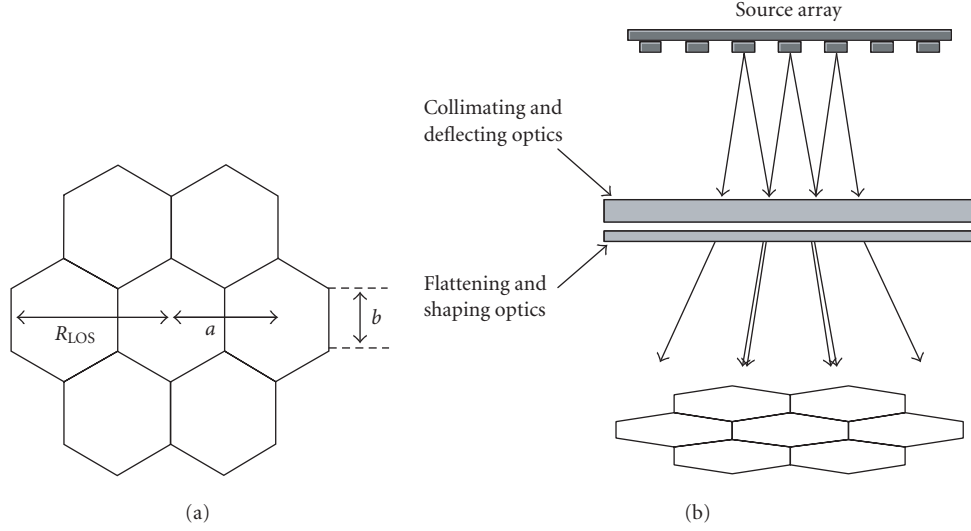 Source array
Collimating and
deflecting optics
Flattening and
shaping optics
R_LOS
a
b
(a)
(b)